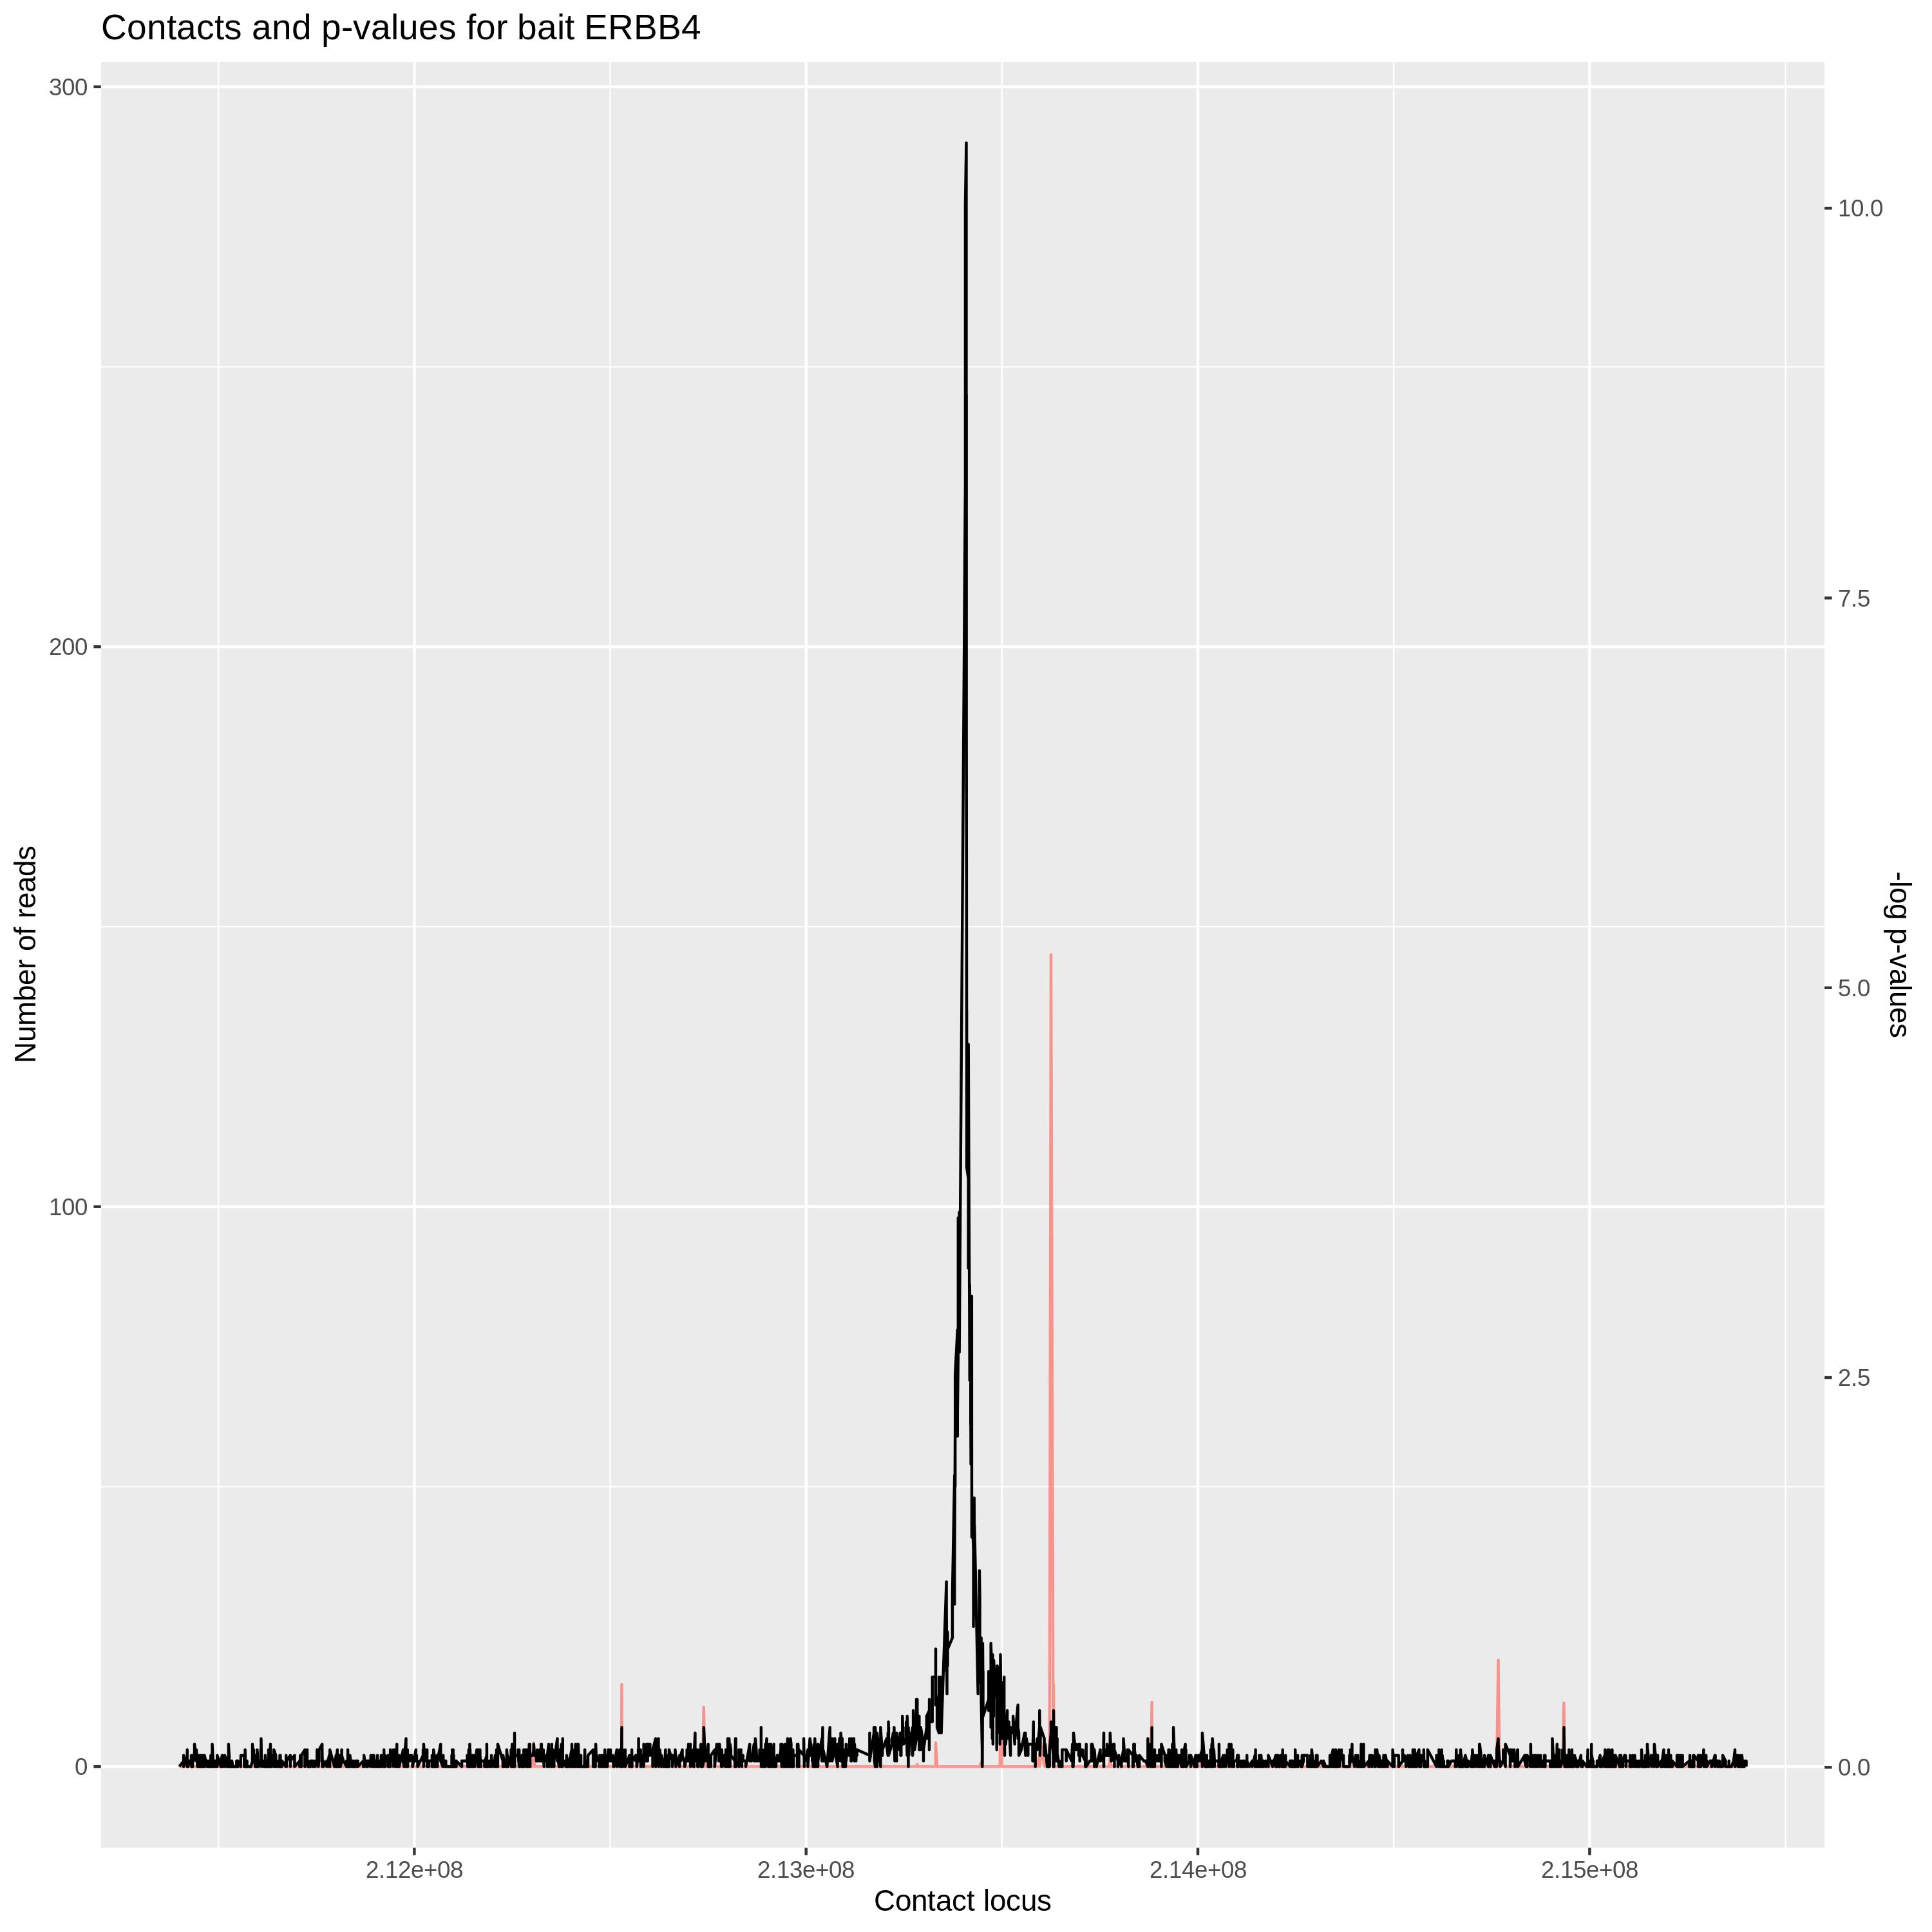 Contacts and p-values for bait ERBB4
300
200
100
0
Number of reads
10.0
7.5
5.0
2.5
0.0
-log p-values
2.12e+08
2.13e+08
2.14e+08
2.15e+08
Contact locus